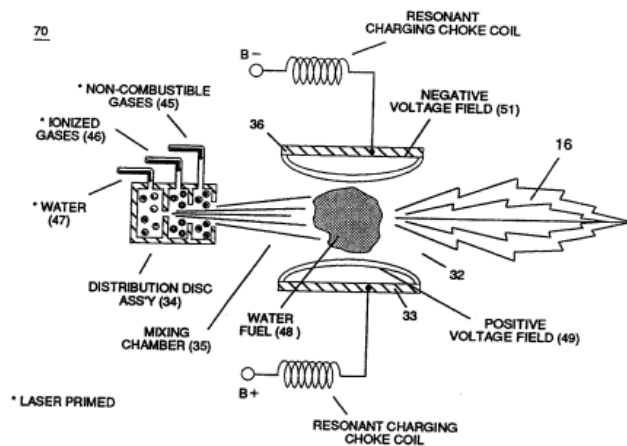 70
RESONANT
CHARGING CHOKE COIL
B-
* NON-COMBUSTIBLE
GASES (45)
NEGATIVE
VOLTAGE FIELD (51)
* IONIZED
GASES (46)
36
16
* WATER
(47)
32
DISTRIBUTION DISC
ASS'Y (34)
WATER
FUEL (48)
33
MIXING
CHAMBER (35)
POSITIVE
VOLTAGE FIELD (49)
B+
* LASER PRIMED
RESONANT CHARGING
CHOKE COIL